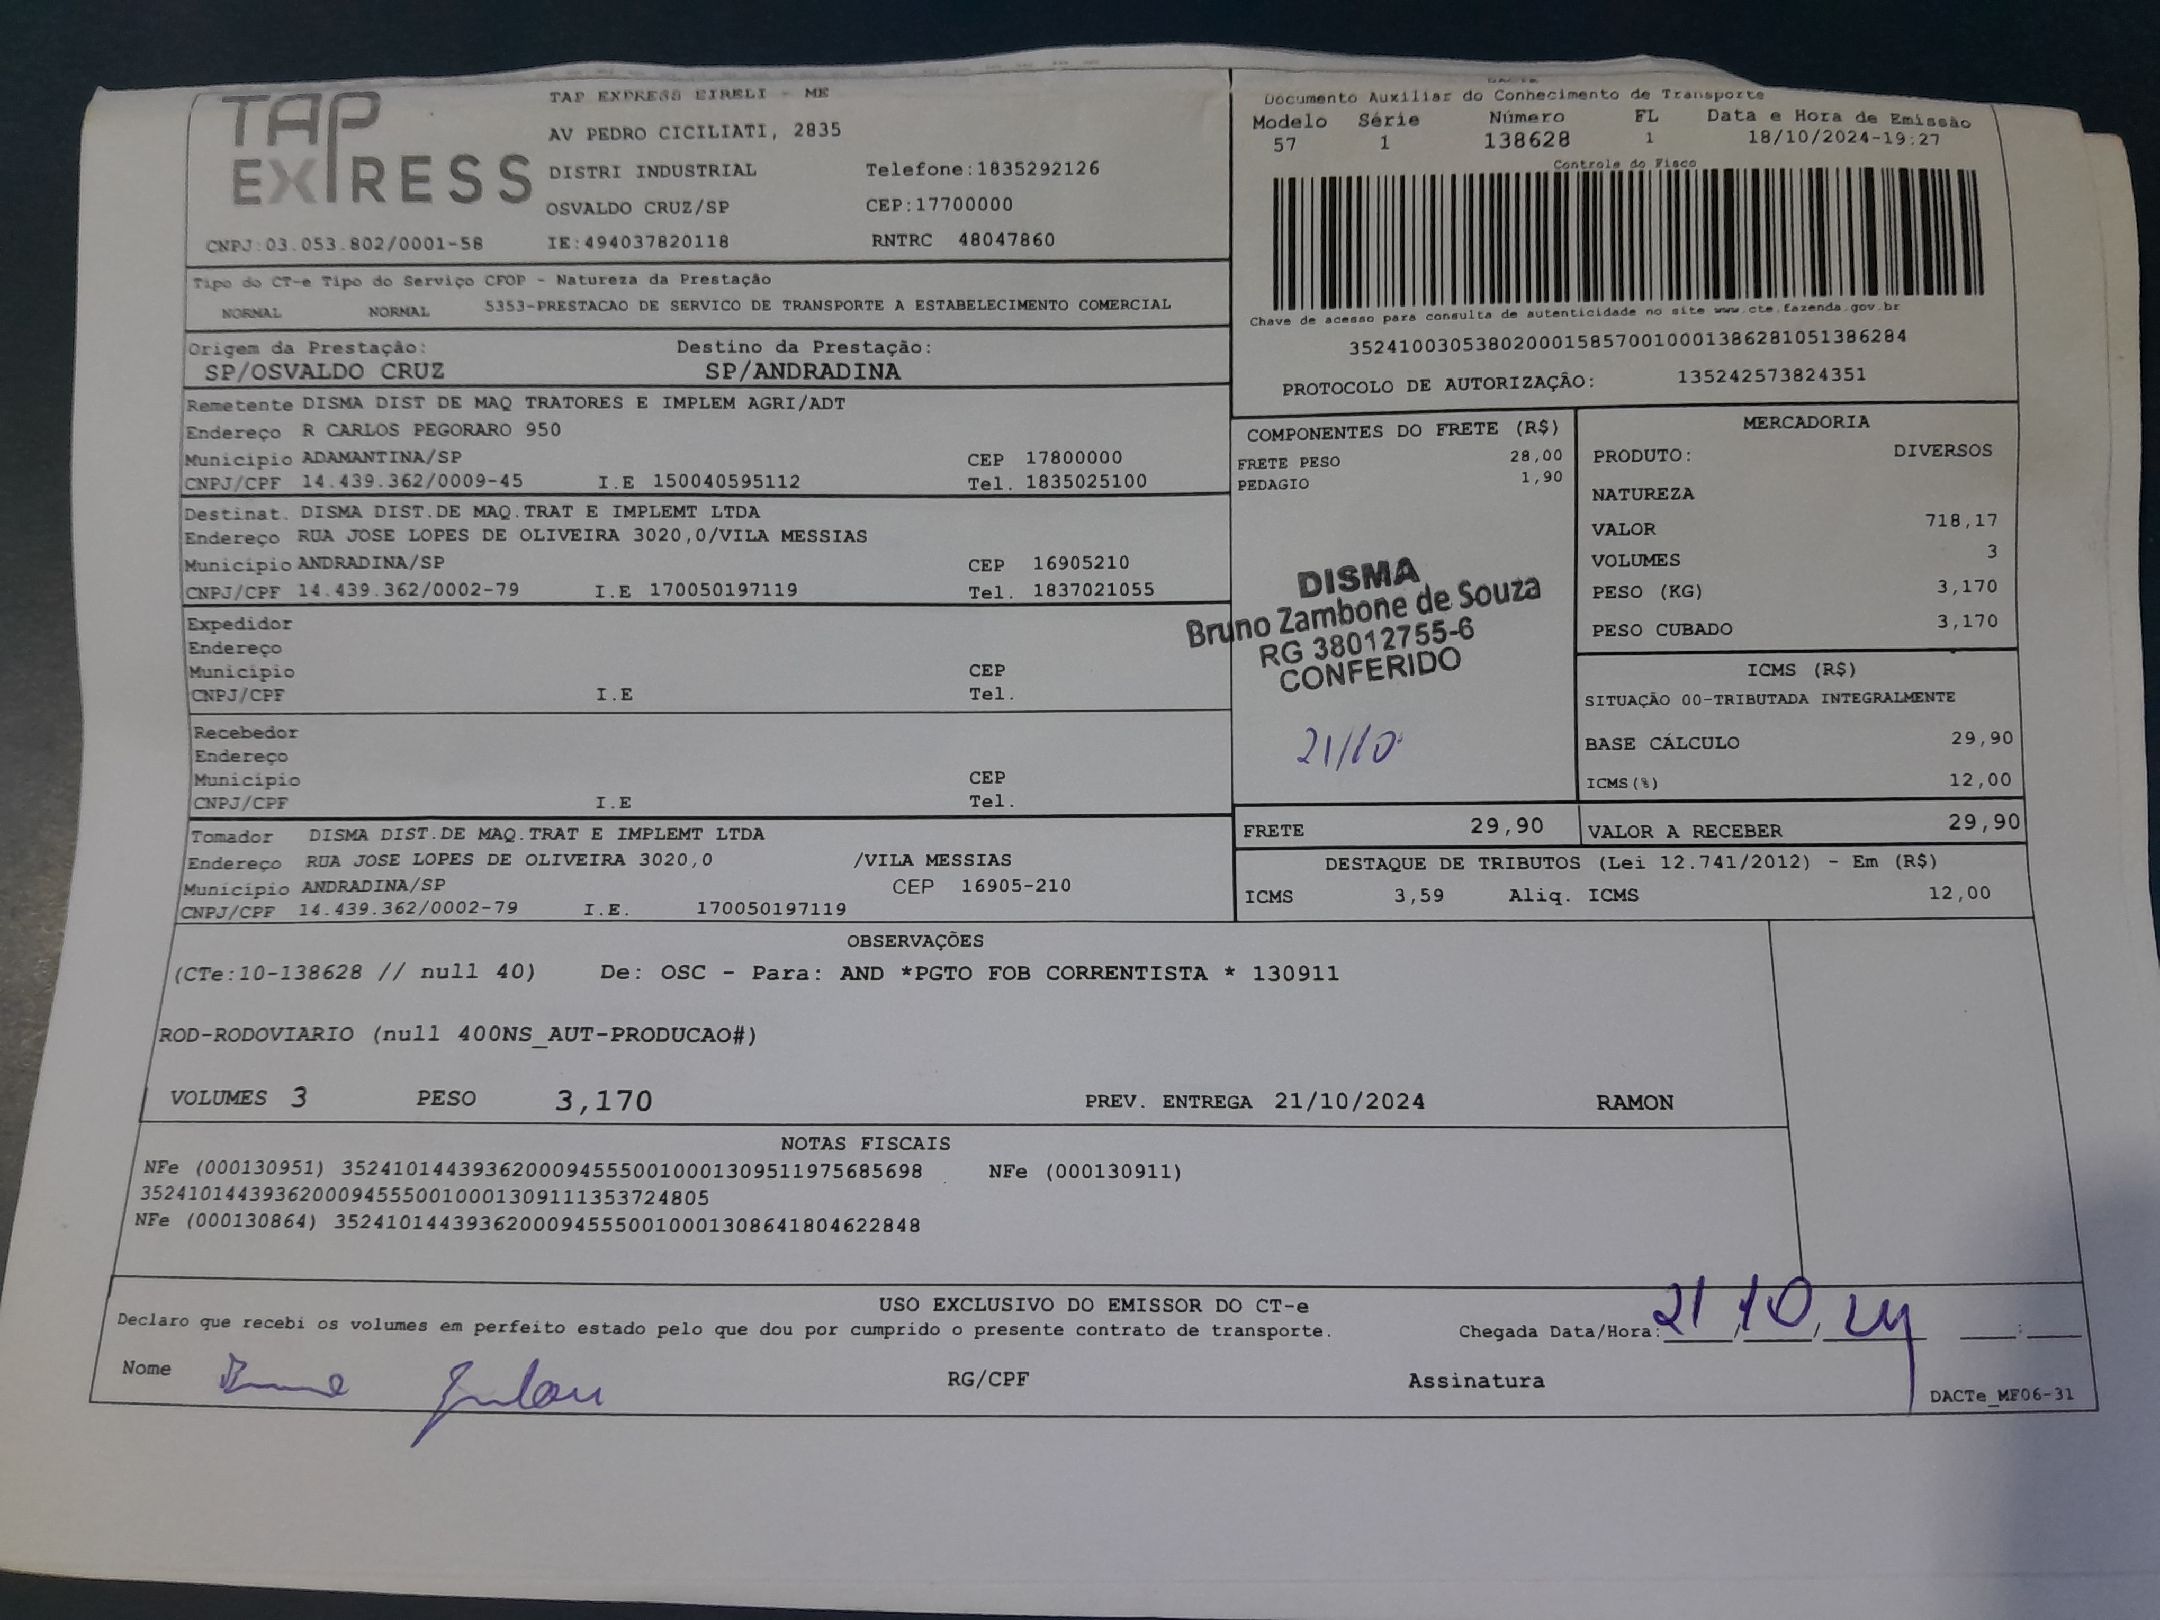 TAP EXPRESS
TAP EXPRESS EIRELI - ME
AV PEDRO CICILIATI, 2835
DISTRI INDUSTRIAL Telefone:1835292126
OSVALDO CRUZ/SP CEP:17700000
CNPJ:03.053.802/0001-58 IE:494037820118 RNTRC 48047860
DACTE
Documento Auxiliar do Conhecimento de Transporte
Modelo Série Número FL Data e Hora de Emissão
57 1 138628 1 18/10/2024-19:27
Controle do Fisco
Chave de acesso para consulta de autenticidade no site www.cte.fazenda.gov.br
35241003053802000158570010001386281051386284
PROTOCOLO DE AUTORIZAÇÃO: 135242573824351
Tipo do CT-e Tipo do Serviço CFOP - Natureza da Prestação
NORMAL NORMAL 5353-PRESTACAO DE SERVICO DE TRANSPORTE A ESTABELECIMENTO COMERCIAL
Origem da Prestação: Destino da Prestação:
SP/OSVALDO CRUZ SP/ANDRADINA
Remetente DISMA DIST DE MAQ TRATORES E IMPLEM AGRI/ADT
Endereço R CARLOS PEGORARO 950
Município ADAMANTINA/SP CEP 17800000
CNPJ/CPF 14.439.362/0009-45 I.E 150040595112 Tel. 1835025100
Destinat. DISMA DIST.DE MAQ.TRAT E IMPLEMT LTDA
Endereço RUA JOSE LOPES DE OLIVEIRA 3020,0/VILA MESSIAS
Município ANDRADINA/SP CEP 16905210
CNPJ/CPF 14.439.362/0002-79 I.E 170050197119 Tel. 1837021055
Expedidor
Endereço
Município CEP
CNPJ/CPF I.E Tel.
Recebedor
Endereço
Município CEP
CNPJ/CPF I.E Tel.
Tomador DISMA DIST.DE MAQ.TRAT E IMPLEMT LTDA
Endereço RUA JOSE LOPES DE OLIVEIRA 3020,0 /VILA MESSIAS
Município ANDRADINA/SP CEP 16905-210
CNPJ/CPF 14.439.362/0002-79 I.E. 170050197119
COMPONENTES DO FRETE (R$)
FRETE PESO 28,00
PEDAGIO 1,90
DISMA
Bruno Zambone de Souza
RG 38012755-6
CONFERIDO
21/10
MERCADORIA
PRODUTO: DIVERSOS
NATUREZA
VALOR 718,17
VOLUMES 3
PESO (KG) 3,170
PESO CUBADO 3,170
ICMS (R$)
SITUAÇÃO 00-TRIBUTADA INTEGRALMENTE
BASE CÁLCULO 29,90
ICMS(%) 12,00
FRETE 29,90 VALOR A RECEBER 29,90
DESTAQUE DE TRIBUTOS (Lei 12.741/2012) - Em (R$)
ICMS 3,59 Aliq. ICMS 12,00
OBSERVAÇÕES
(CTe:10-138628 // null 40) De: OSC - Para: AND *PGTO FOB CORRENTISTA * 130911
ROD-RODOVIARIO (null 400NS_AUT-PRODUCAO#)
VOLUMES 3 PESO 3,170 PREV. ENTREGA 21/10/2024 RAMON
NOTAS FISCAIS
NFe (000130951) 35241014439362000945550010001309511975685698 NFe (000130911)
35241014439362000945550010001309111353724805
NFe (000130864) 35241014439362000945550010001308641804622848
USO EXCLUSIVO DO EMISSOR DO CT-e
Declaro que recebi os volumes em perfeito estado pelo que dou por cumprido o presente contrato de transporte. Chegada Data/Hora: 21/10/24 :
Nome RG/CPF Assinatura
DACTe_MF06-31